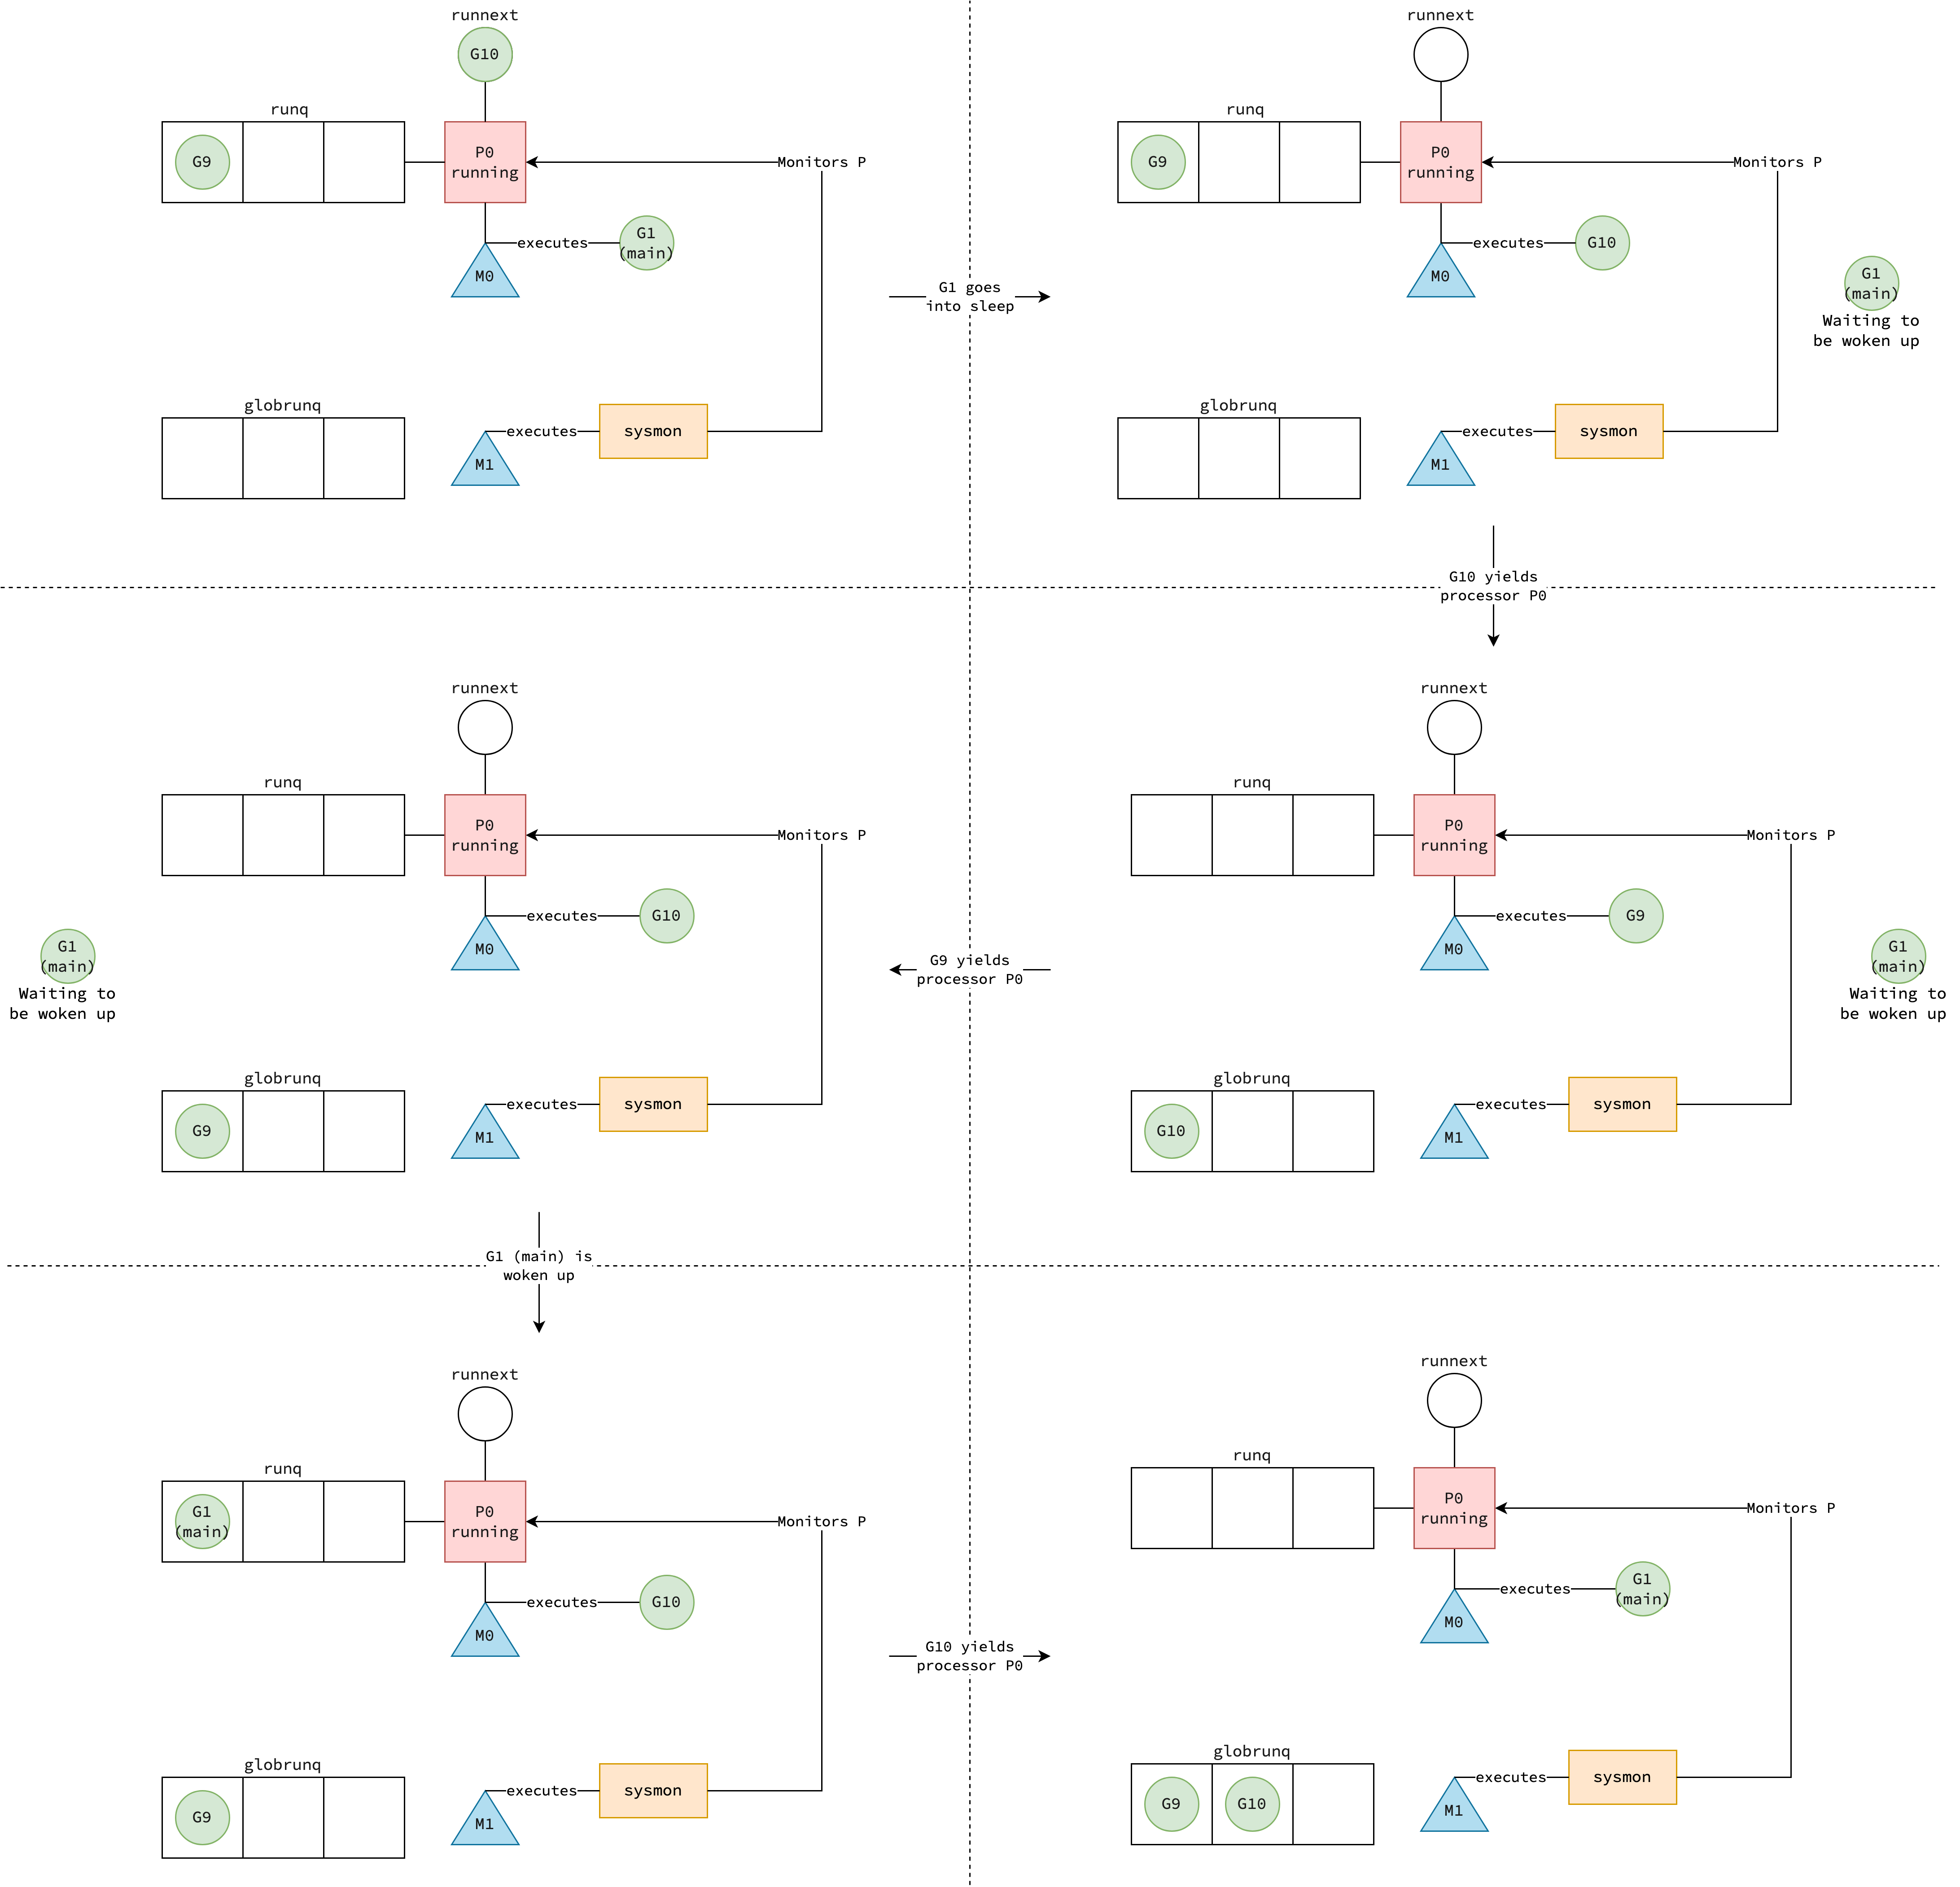 runnext
G10
runq
G9
P0
running
Monitors P
executes
G1
(main)
M0
globrunq
executes
sysmon
M1
G1 goes
into sleep
runnext
runq
G9
P0
running
Monitors P
executes
G10
M0
G1
(main)
Waiting to
be woken up
globrunq
executes
sysmon
M1
G10 yields
processor P0
runnext
runq
P0
running
Monitors P
executes
G9
M0
G1
(main)
Waiting to
be woken up
globrunq
G10
executes
sysmon
M1
G9 yields
processor P0
runnext
runq
P0
running
Monitors P
executes
G10
M0
G1
(main)
Waiting to
be woken up
globrunq
G9
executes
sysmon
M1
G1 (main) is
woken up
runnext
runq
G1
(main)
P0
running
Monitors P
executes
G10
M0
globrunq
G9
executes
sysmon
M1
G10 yields
processor P0
runnext
runq
P0
running
Monitors P
executes
G1
(main)
M0
globrunq
G9
G10
executes
sysmon
M1